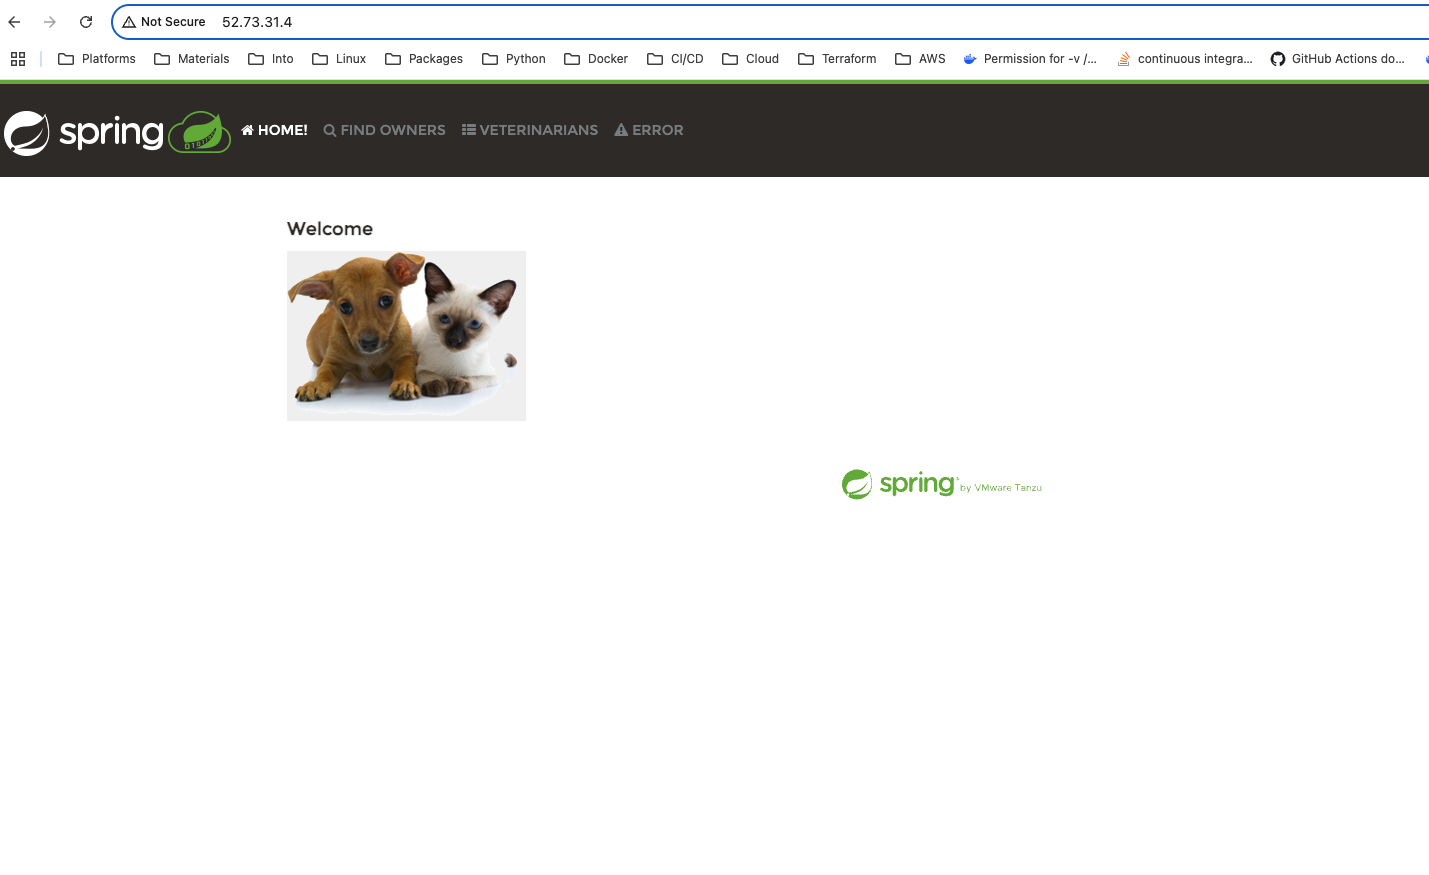 Not Secure 52.73.31.4
Platforms Materials Into Linux Packages Python Docker CI/CD Cloud Terraform AWS Permission for -v /... continuous integra... GitHub Actions do...
spring HOME! FIND OWNERS VETERINARIANS ERROR
Welcome
spring by VMware Tanzu